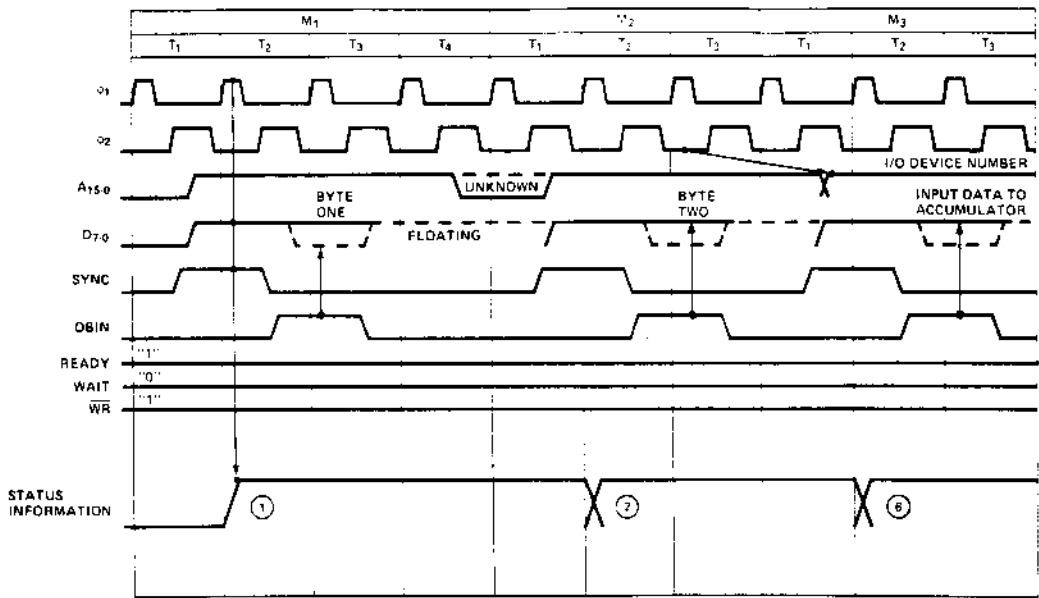 M1 M2 M3
T1 T2 T3 T4 T1 T2 T3 T1 T2 T3
φ1
φ2
I/O DEVICE NUMBER
A15-0
UNKNOWN
BYTE
ONE
BYTE
TWO
INPUT DATA TO
ACCUMULATOR
D7-0
FLOATING
SYNC
DBIN
READY "1"
WAIT "0"
WR "1"
STATUS
INFORMATION
1 2 6